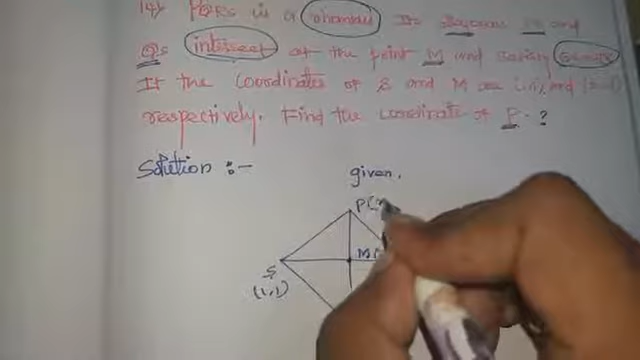 14) PQRS is a rhombus Its diagonals PR and
QS intersect at the point M and satisfy
If the coordinates of S and M are (1,1) and
respectively. Find the coordinate of P. ?
Solution :-
given.
P(
S
M(
(1,1)